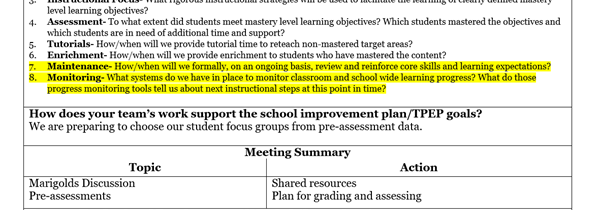 3. Instructional Focus- What rigorous instructional strategies will be used to facilitate the learning of clearly defined mastery
level learning objectives?
4. Assessment- To what extent did students meet mastery level learning objectives? Which students mastered the objectives and
which students are in need of additional time and support?
5. Tutorials- How/when will we provide tutorial time to reteach non-mastered target areas?
6. Enrichment- How/when will we provide enrichment to students who have mastered the content?
7. Maintenance- How/when will we formally, on an ongoing basis, review and reinforce core skills and learning expectations?
8. Monitoring- What systems do we have in place to monitor classroom and school wide learning progress? What do those
progress monitoring tools tell us about next instructional steps at this point in time?
How does your team's work support the school improvement plan/TPEP goals?
We are preparing to choose our student focus groups from pre-assessment data.
Meeting Summary
Topic Action
Marigolds Discussion Shared resources
Pre-assessments Plan for grading and assessing